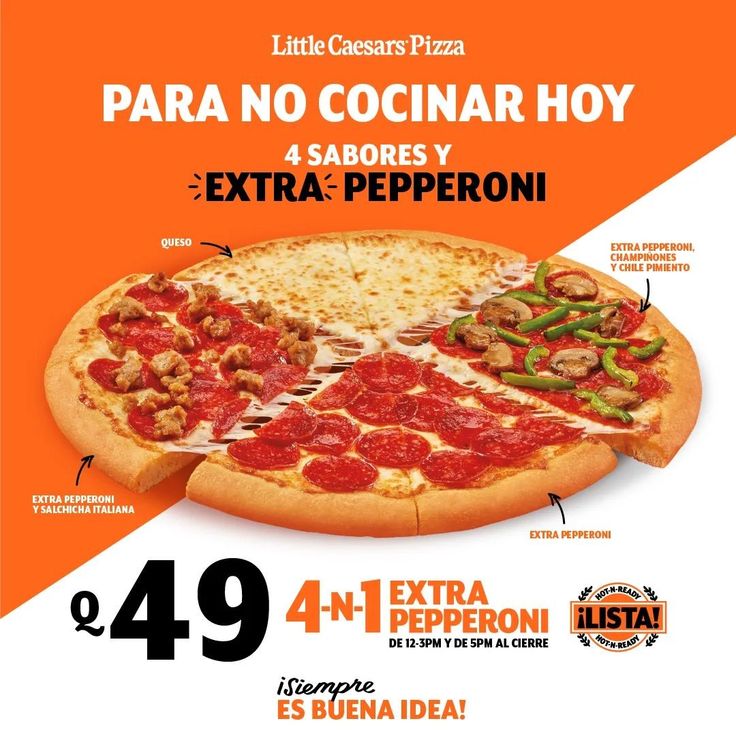 Little Caesars Pizza
PARA NO COCINAR HOY
4 SABORES Y
EXTRA PEPPERONI
QUESO
EXTRA PEPPERONI,
CHAMPIÑONES
Y CHILE PIMIENTO
EXTRA PEPPERONI
Y SALCHICHA ITALIANA
EXTRA PEPPERONI
Q49
4-N-1 EXTRA
PEPPERONI
DE 12-3PM Y DE 5PM AL CIERRE
HOT-N-READY
¡LISTA!
HOT-N-READY
¡Siempre
ES BUENA IDEA!